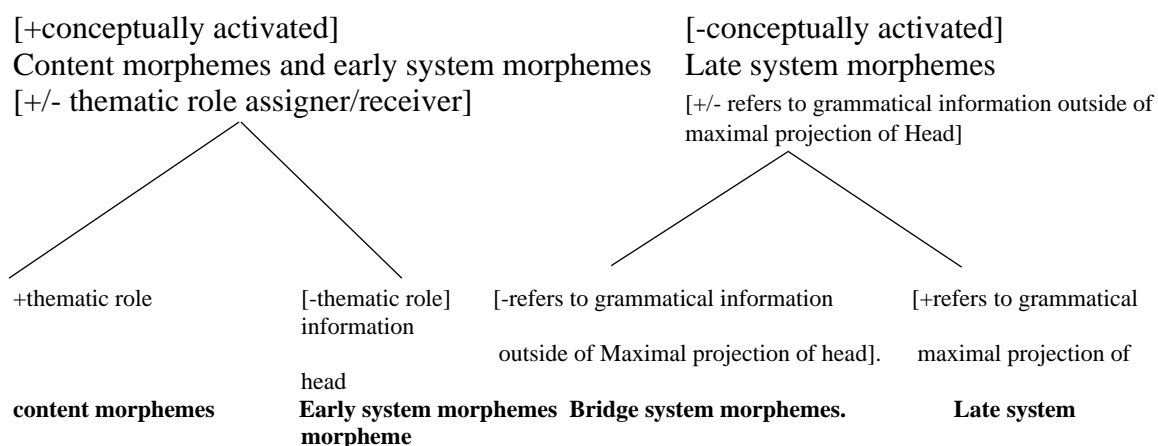 [+conceptually activated] [-conceptually activated]
Content morphemes and early system morphemes Late system morphemes
[+/- thematic role assigner/receiver] [+/- refers to grammatical information outside of
maximal projection of Head]
+thematic role [-thematic role] [-refers to grammatical information [+refers to grammatical
information
outside of Maximal projection of head]. maximal projection of
head
content morphemes Early system morphemes Bridge system morphemes. Late system
morpheme